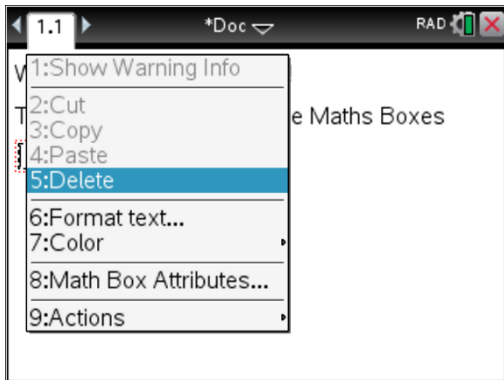 1.1 *Doc RAD
1:Show Warning Info
2:Cut
e Maths Boxes
3:Copy
4:Paste
5:Delete
6:Format text...
7:Color
8:Math Box Attributes...
9:Actions